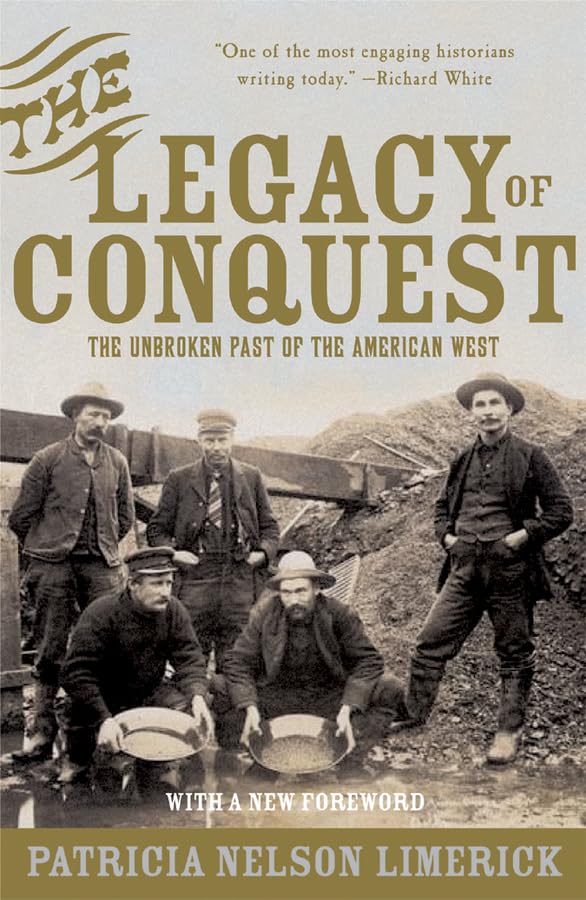 “One of the most engaging historians
writing today.” —Richard White
THE
LEGACY OF
CONQUEST
THE UNBROKEN PAST OF THE AMERICAN WEST
WITH A NEW FOREWORD
PATRICIA NELSON LIMERICK